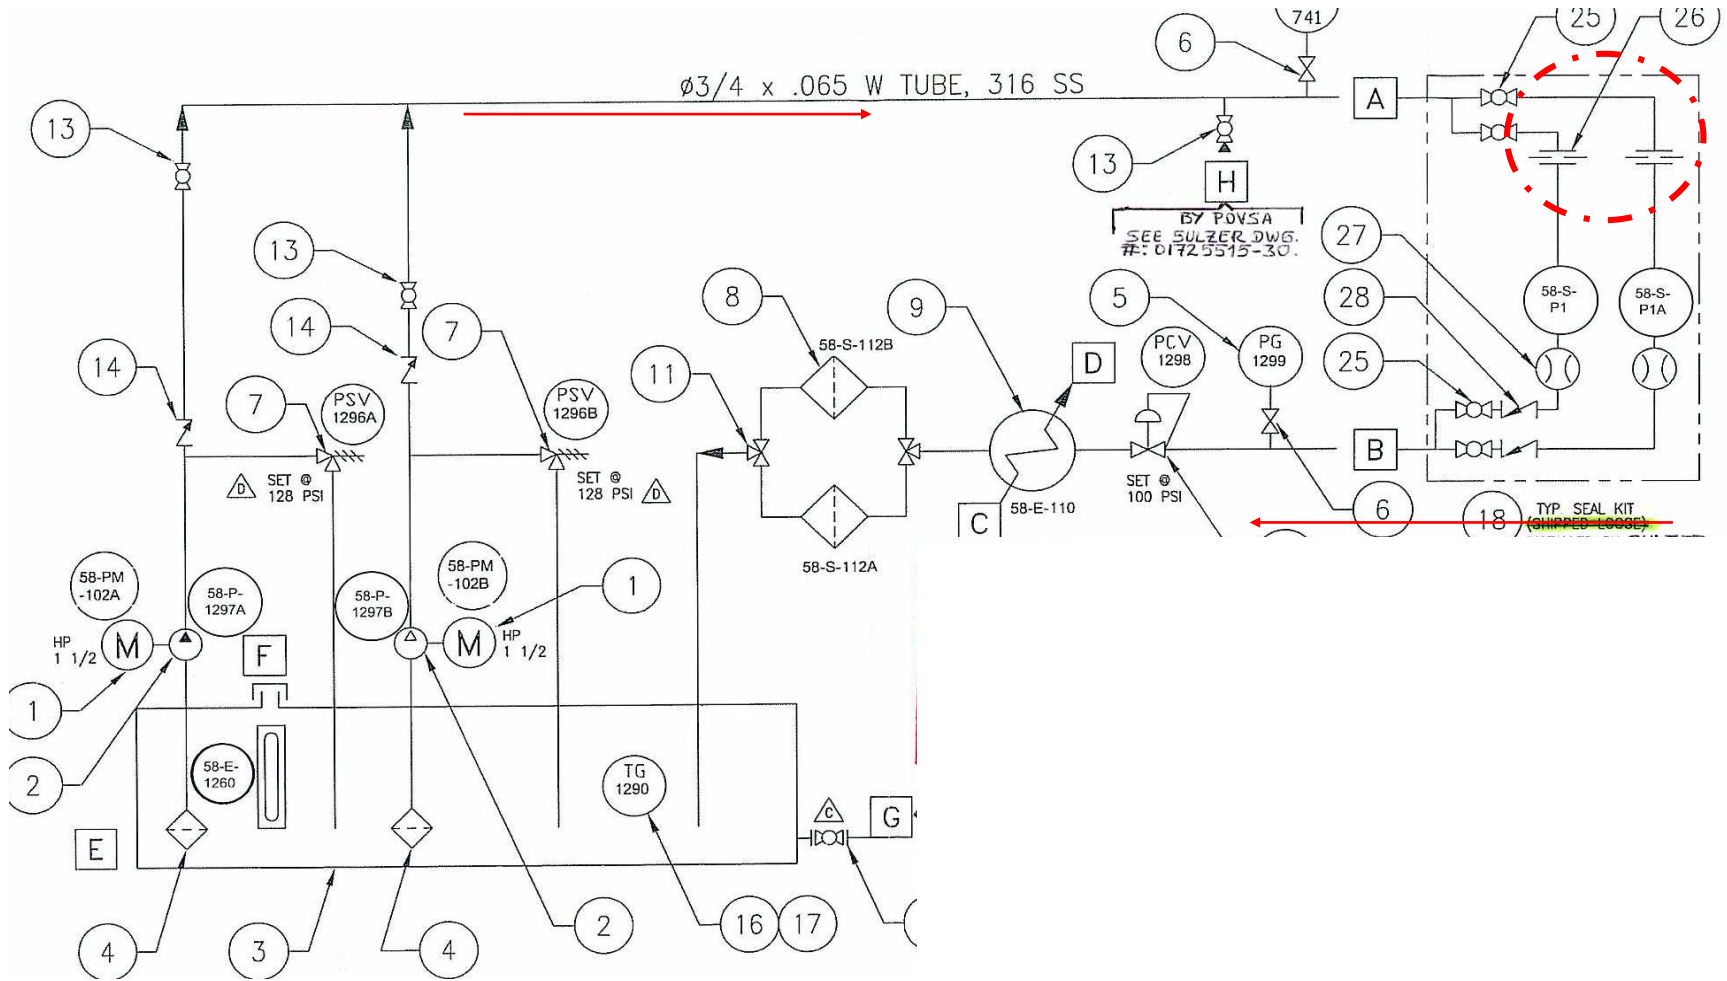 741
25
26
6
ø3/4 x .065 W TUBE, 316 SS
A
13
13
H
BY POVSA
SEE SULZER DWG.
#: 01725515-30.
27
13
8
9
5
28
58-S-
P1
58-S-
P1A
14
7
58-S-112B
PCV
1298
PG
1299
D
25
14
11
7
PSV
1296A
PSV
1296B
SET @
128 PSI
D
SET @
128 PSI
D
B
SET @
100 PSI
C
58-E-110
6
18
TYP SEAL KIT
(SHIPPED LOOSE)
58-S-112A
58-PM
-102A
58-P-
1297A
58-P-
1297B
58-PM
-102B
1
HP
1 1/2
M
F
M
HP
1 1/2
1
2
58-E-
1260
TG
1290
C
G
E
4
3
4
2
16
17